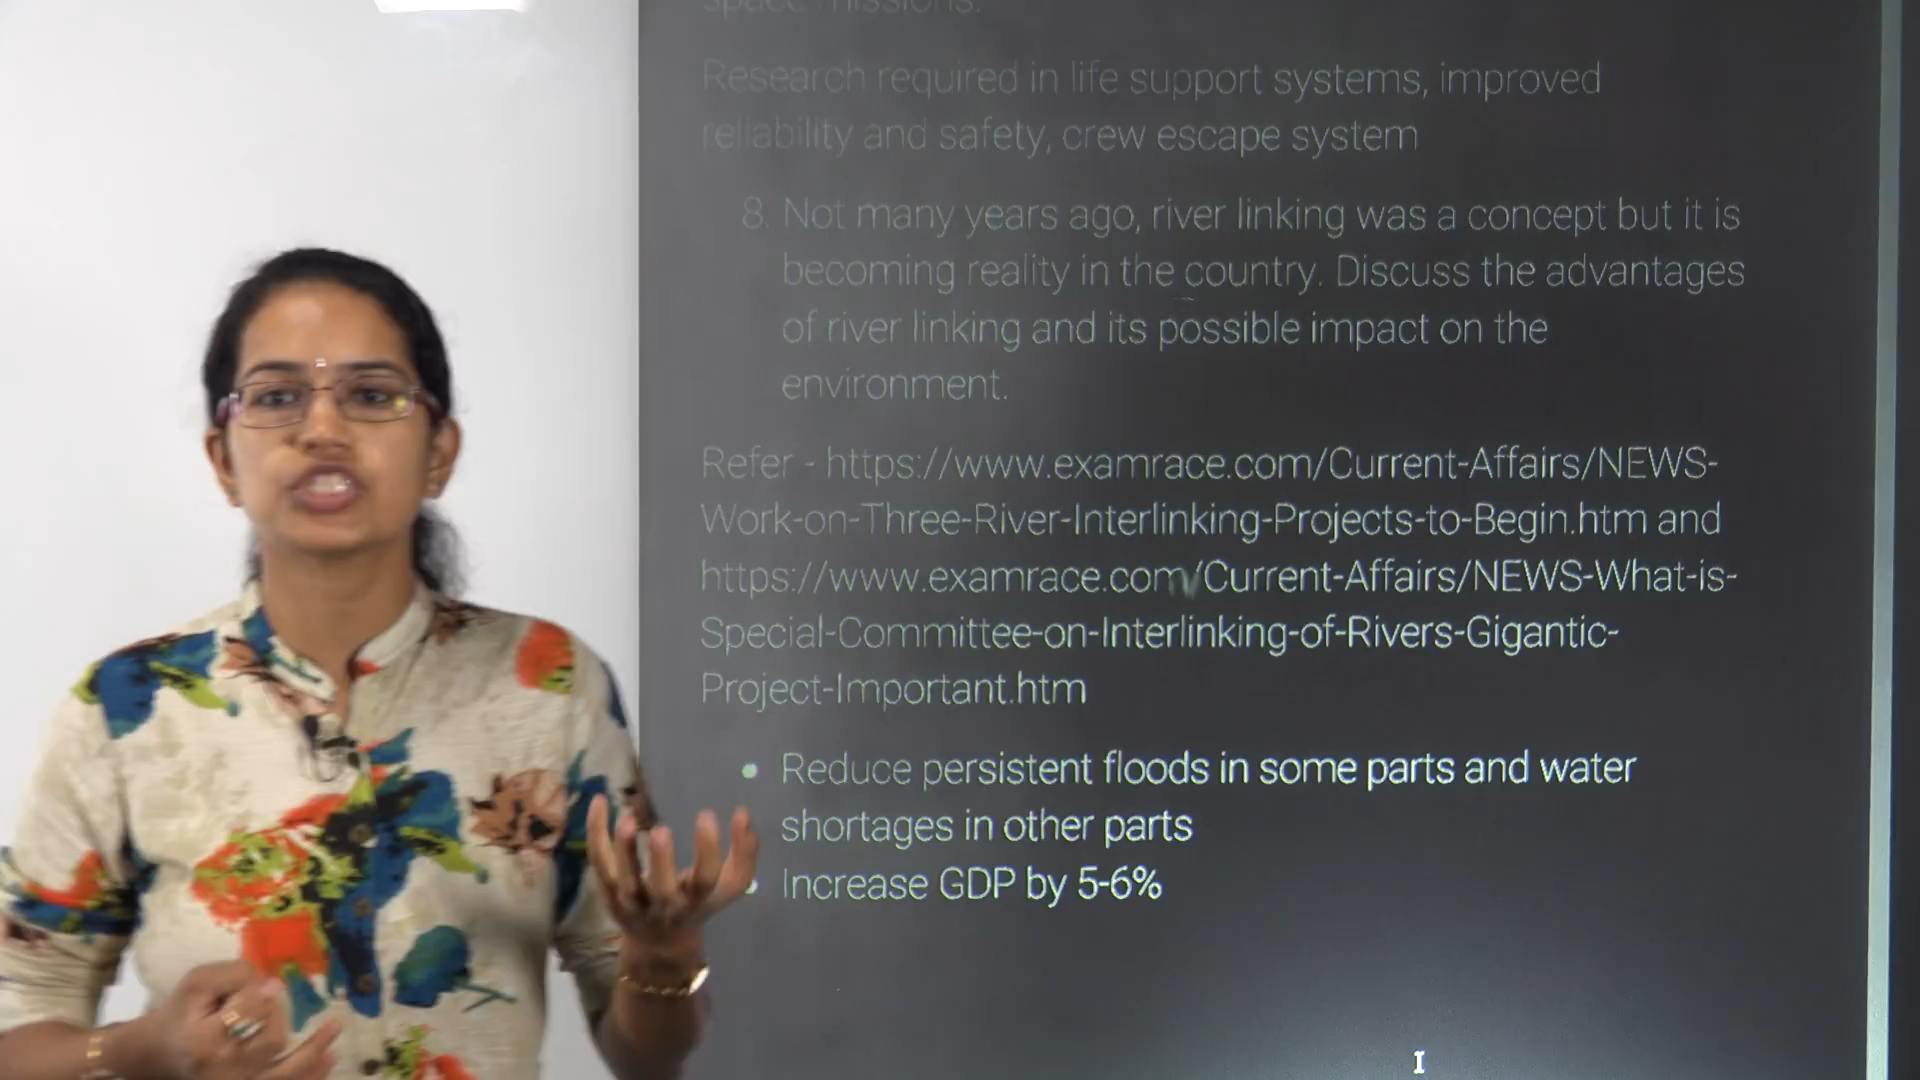 space missions.
Research required in life support systems, improved
reliability and safety, crew escape system
8. Not many years ago, river linking was a concept but it is
becoming reality in the country. Discuss the advantages
of river linking and its possible impact on the
environment.
Refer - https://www.examrace.com/Current-Affairs/NEWS-
Work-on-Three-River-Interlinking-Projects-to-Begin.htm and
https://www.examrace.com/Current-Affairs/NEWS-What-is-
Special-Committee-on-Interlinking-of-Rivers-Gigantic-
Project-Important.htm
• Reduce persistent floods in some parts and water
shortages in other parts
• Increase GDP by 5-6%